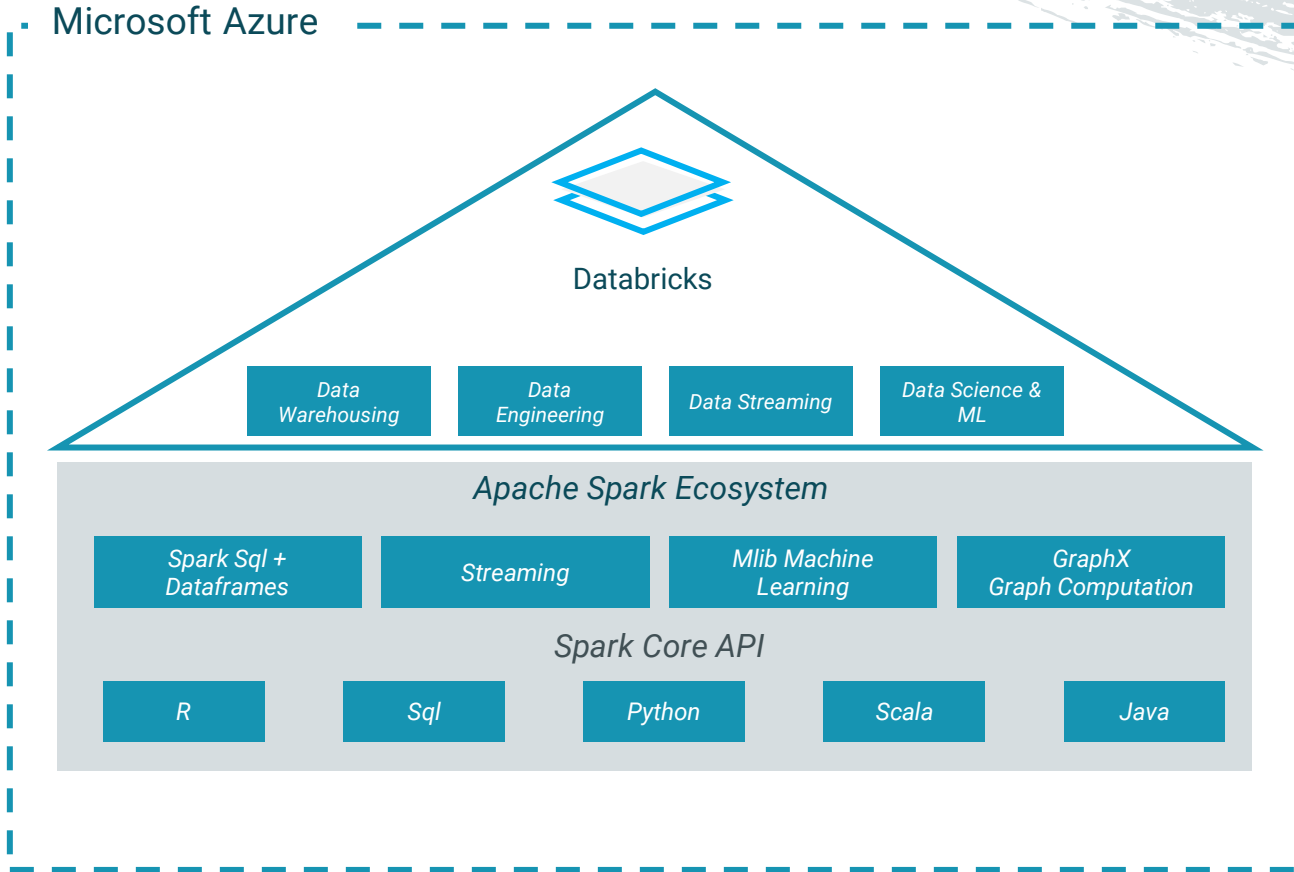 Microsoft Azure
Databricks
Data
Warehousing
Data
Engineering
Data Streaming
Data Science &
ML
Apache Spark Ecosystem
Spark Sql +
Dataframes
Streaming
Mlib Machine
Learning
GraphX
Graph Computation
Spark Core API
R
Sql
Python
Scala
Java